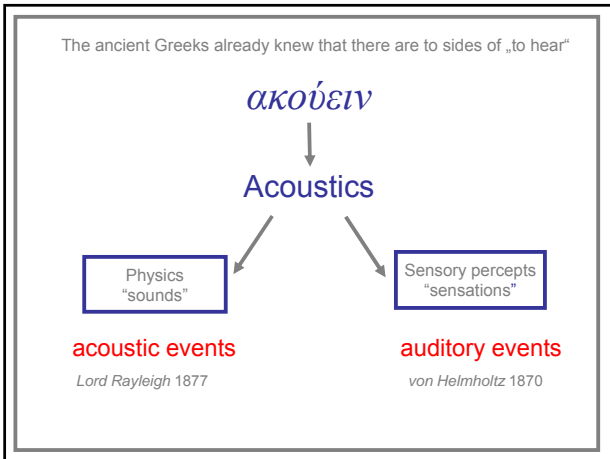 The ancient Greeks already knew that there are to sides of „to hear“
ακούειν
Acoustics
Physics
“sounds”
Sensory percepts
“sensations”
acoustic events
Lord Rayleigh 1877
auditory events
von Helmholtz 1870